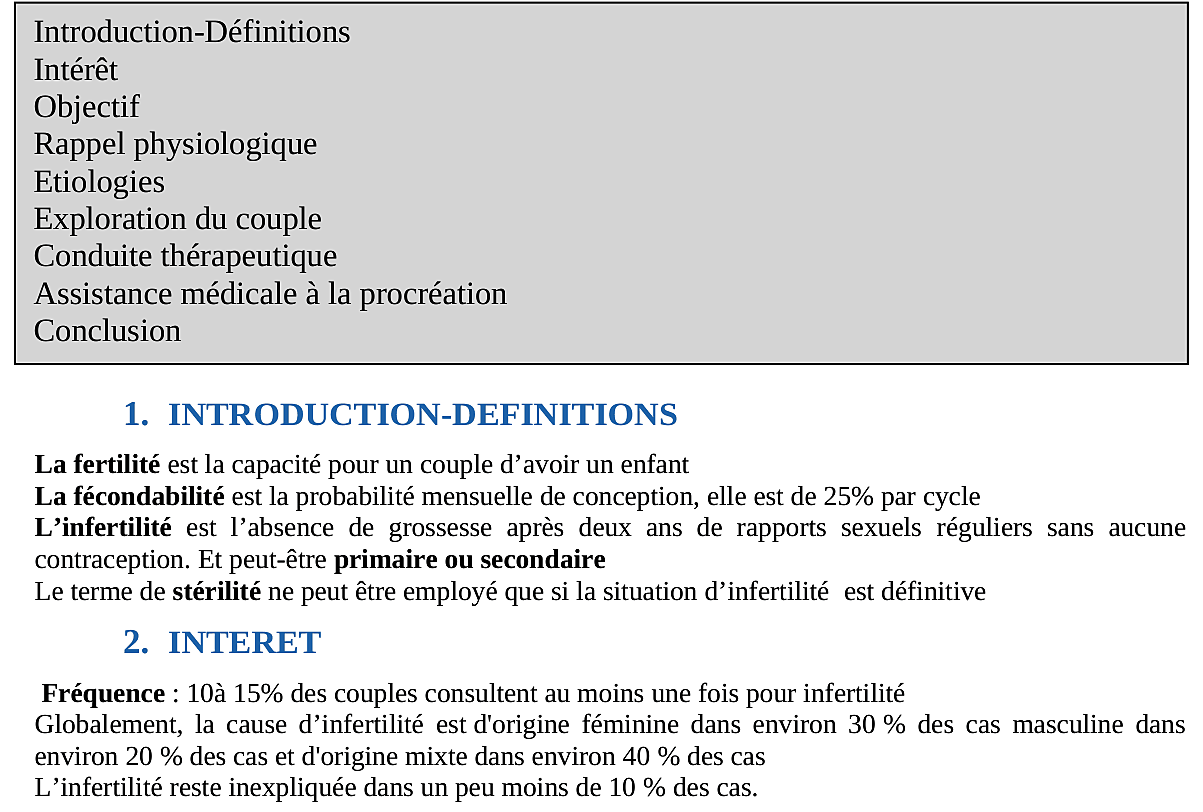 Introduction-Définitions
Intérêt
Objectif
Rappel physiologique
Etiologies
Exploration du couple
Conduite thérapeutique
Assistance médicale à la procréation
Conclusion
1. INTRODUCTION-DEFINITIONS
La fertilité est la capacité pour un couple d’avoir un enfant
La fécondabilité est la probabilité mensuelle de conception, elle est de 25% par cycle
L’infertilité est l’absence de grossesse après deux ans de rapports sexuels réguliers sans aucune
contraception. Et peut-être primaire ou secondaire
Le terme de stérilité ne peut être employé que si la situation d’infertilité  est définitive
2. INTERET
Fréquence : 10à 15% des couples consultent au moins une fois pour infertilité
Globalement, la cause d’infertilité est d'origine féminine dans environ 30 % des cas masculine dans
environ 20 % des cas et d'origine mixte dans environ 40 % des cas
L’infertilité reste inexpliquée dans un peu moins de 10 % des cas.